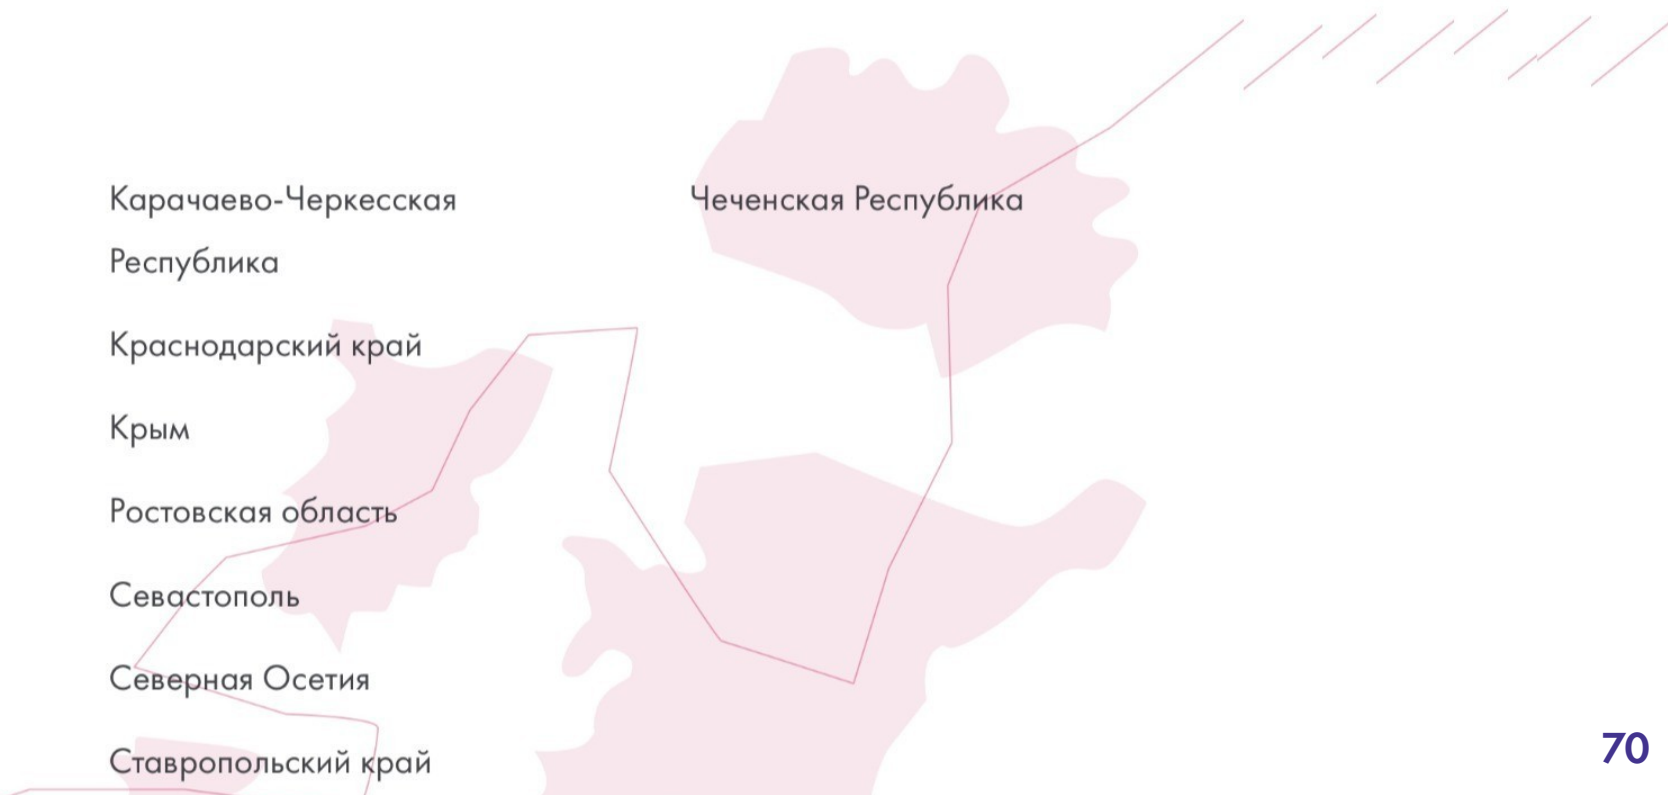 Карачаево-Черкесская
Республика
Краснодарский край
Крым
Ростовская область
Севастополь
Северная Осетия
Ставропольский край
Чеченская Республика
70